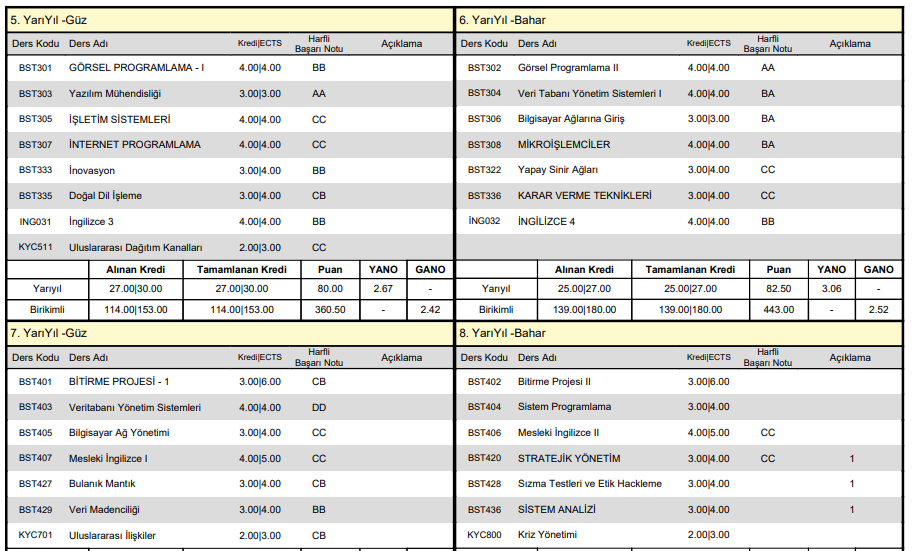 5. YarıYıl -Güz
Ders Kodu Ders Adı Kredi|ECTS Harfli Başarı Notu Açıklama
BST301 GÖRSEL PROGRAMLAMA - I 4.00|4.00 BB
BST303 Yazılım Mühendisliği 3.00|3.00 AA
BST305 İŞLETİM SİSTEMLERİ 4.00|4.00 CC
BST307 İNTERNET PROGRAMLAMA 4.00|4.00 CC
BST333 İnovasyon 3.00|4.00 BB
BST335 Doğal Dil İşleme 3.00|4.00 CB
ING031 İngilizce 3 4.00|4.00 BB
KYC511 Uluslararası Dağıtım Kanalları 2.00|3.00 CC
Alınan Kredi Tamamlanan Kredi Puan YANO GANO
Yarıyıl 27.00|30.00 27.00|30.00 80.00 2.67 -
Birikimli 114.00|153.00 114.00|153.00 360.50 - 2.42
6. YarıYıl -Bahar
Ders Kodu Ders Adı Kredi|ECTS Harfli Başarı Notu Açıklama
BST302 Görsel Programlama II 4.00|4.00 AA
BST304 Veri Tabanı Yönetim Sistemleri I 4.00|4.00 BA
BST306 Bilgisayar Ağlarına Giriş 3.00|3.00 BA
BST308 MİKROİŞLEMCİLER 4.00|4.00 BA
BST322 Yapay Sinir Ağları 3.00|4.00 CC
BST336 KARAR VERME TEKNİKLERİ 3.00|4.00 CC
İNG032 İNGİLİZCE 4 4.00|4.00 BB
Alınan Kredi Tamamlanan Kredi Puan YANO GANO
Yarıyıl 25.00|27.00 25.00|27.00 82.50 3.06 -
Birikimli 139.00|180.00 139.00|180.00 443.00 - 2.52
7. YarıYıl -Güz
Ders Kodu Ders Adı Kredi|ECTS Harfli Başarı Notu Açıklama
BST401 BİTİRME PROJESİ - 1 3.00|6.00 CB
BST403 Veritabanı Yönetim Sistemleri 4.00|4.00 DD
BST405 Bilgisayar Ağ Yönetimi 3.00|4.00 CC
BST407 Mesleki İngilizce I 4.00|5.00 CC
BST427 Bulanık Mantık 3.00|4.00 CB
BST429 Veri Madenciliği 3.00|4.00 BB
KYC701 Uluslararası İlişkiler 2.00|3.00 CB
8. YarıYıl -Bahar
Ders Kodu Ders Adı Kredi|ECTS Harfli Başarı Notu Açıklama
BST402 Bitirme Projesi II 3.00|6.00
BST404 Sistem Programlama 3.00|4.00
BST406 Mesleki İngilizce II 4.00|5.00 CC
BST420 STRATEJİK YÖNETİM 3.00|4.00 CC 1
BST428 Sızma Testleri ve Etik Hackleme 3.00|4.00 1
BST436 SİSTEM ANALİZİ 3.00|4.00 1
KYC800 Kriz Yönetimi 2.00|3.00